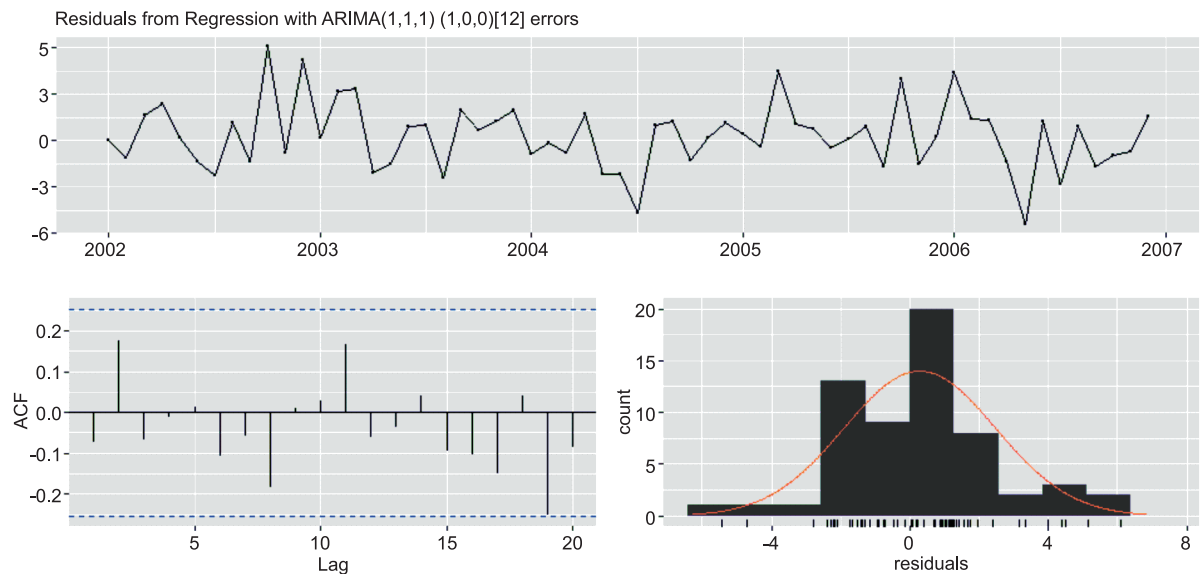 Residuals from Regression with ARIMA(1,1,1) (1,0,0)[12] errors
5
3
0
-3
-6
2002 2003 2004 2005 2006 2007
ACF
0.2
0.1
0.0
-0.1
-0.2
5 10 15 20
Lag
count
20
15
10
5
0
-4 0 4 8
residuals